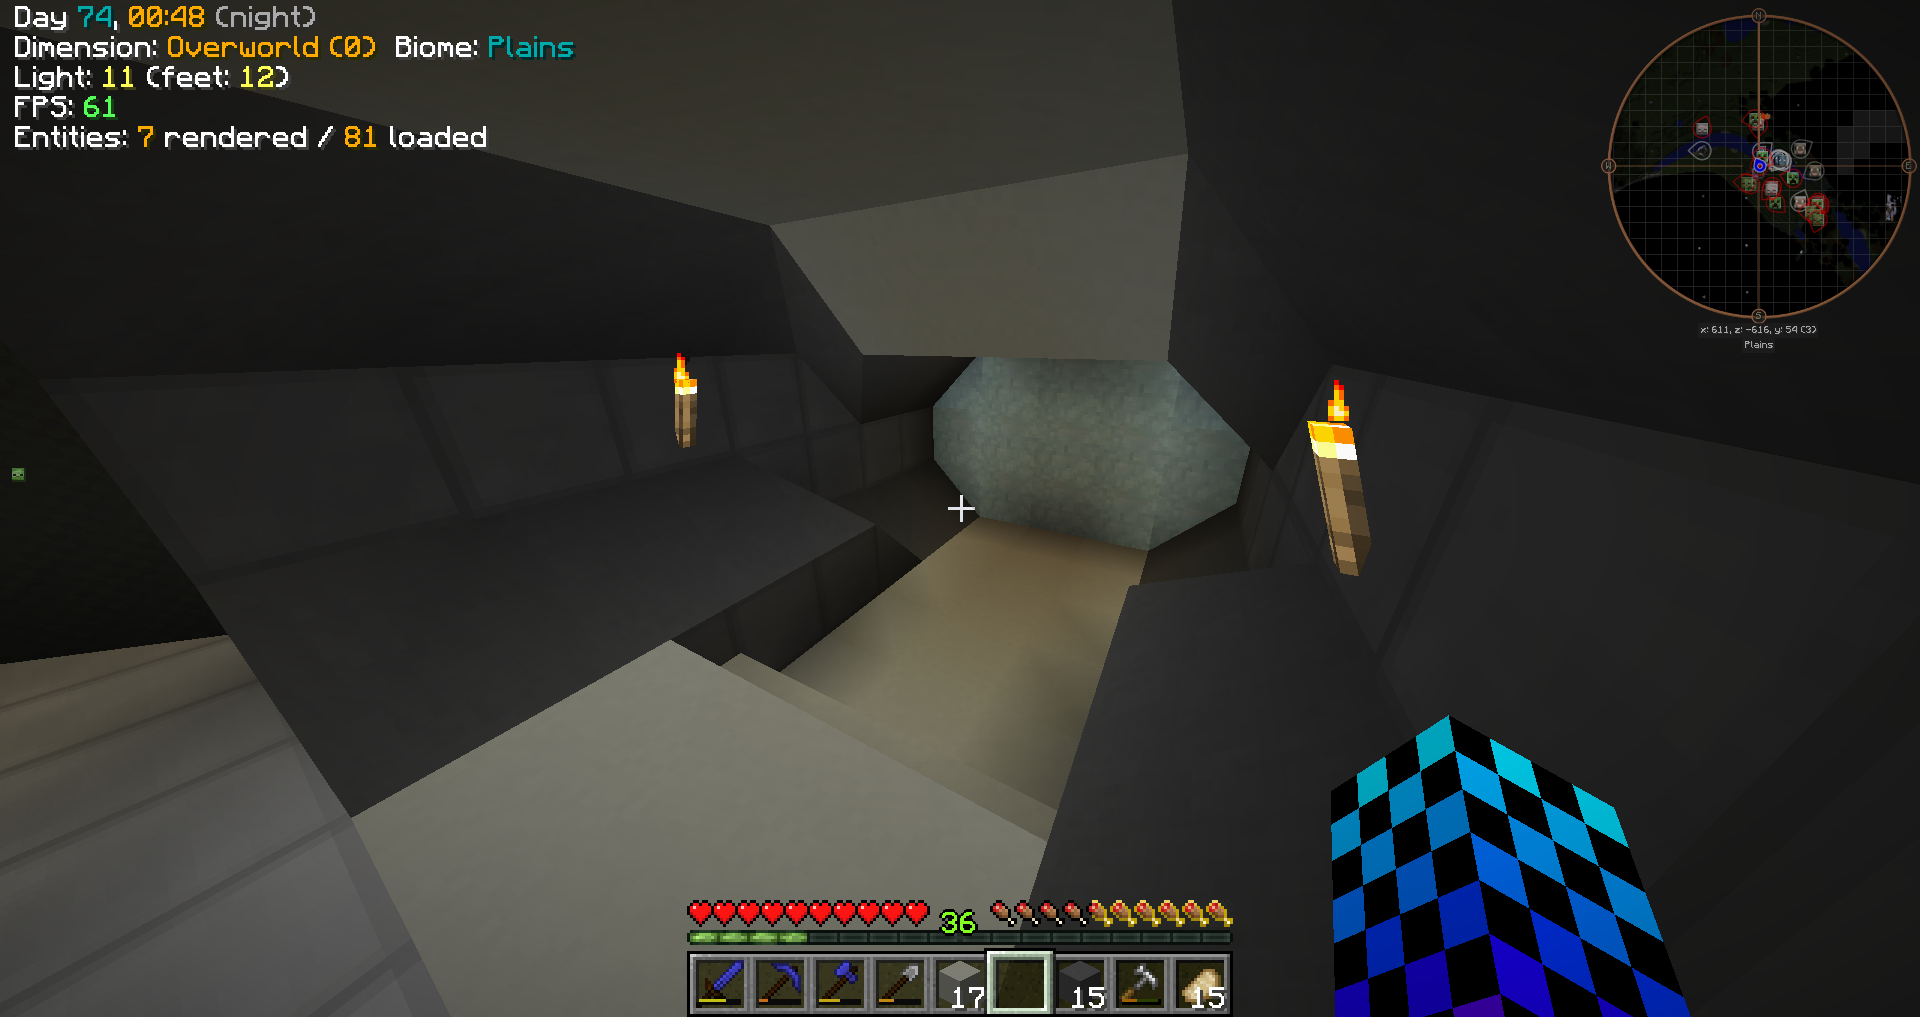 Day 74, 00:48 (night)
Dimension: Overworld (0) Biome: Plains
Light: 11 (feet: 12)
FPS: 61
Entities: 7 rendered / 81 loaded
N
W
E
S
x: 611, z: -616, y: 54 (3)
Plains
36
17
15
15